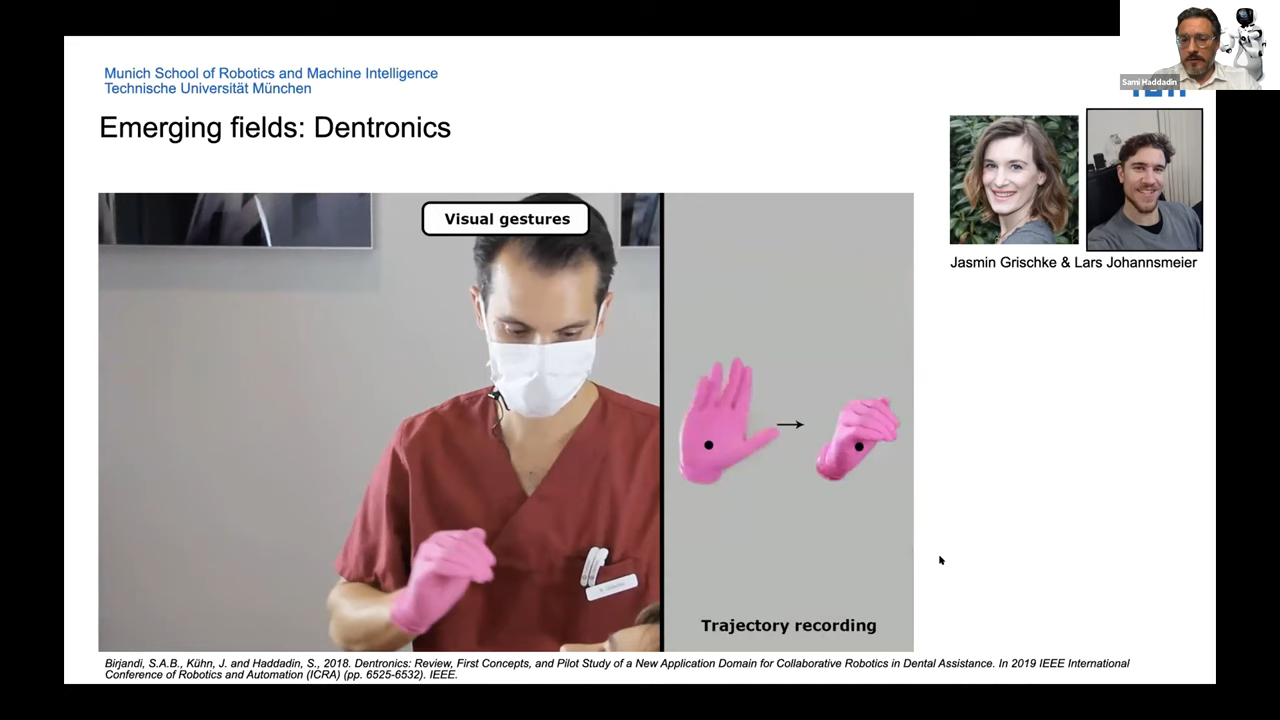 Sami Haddadin
Munich School of Robotics and Machine Intelligence
Technische Universität München
Emerging fields: Dentronics
Visual gestures
Jasmin Grischke & Lars Johannsmeier
Trajectory recording
Birjandi, S.A.B., Kühn, J. and Haddadin, S., 2018. Dentronics: Review, First Concepts, and Pilot Study of a New Application Domain for Collaborative Robotics in Dental Assistance. In 2019 IEEE International
Conference of Robotics and Automation (ICRA) (pp. 6525-6532). IEEE.